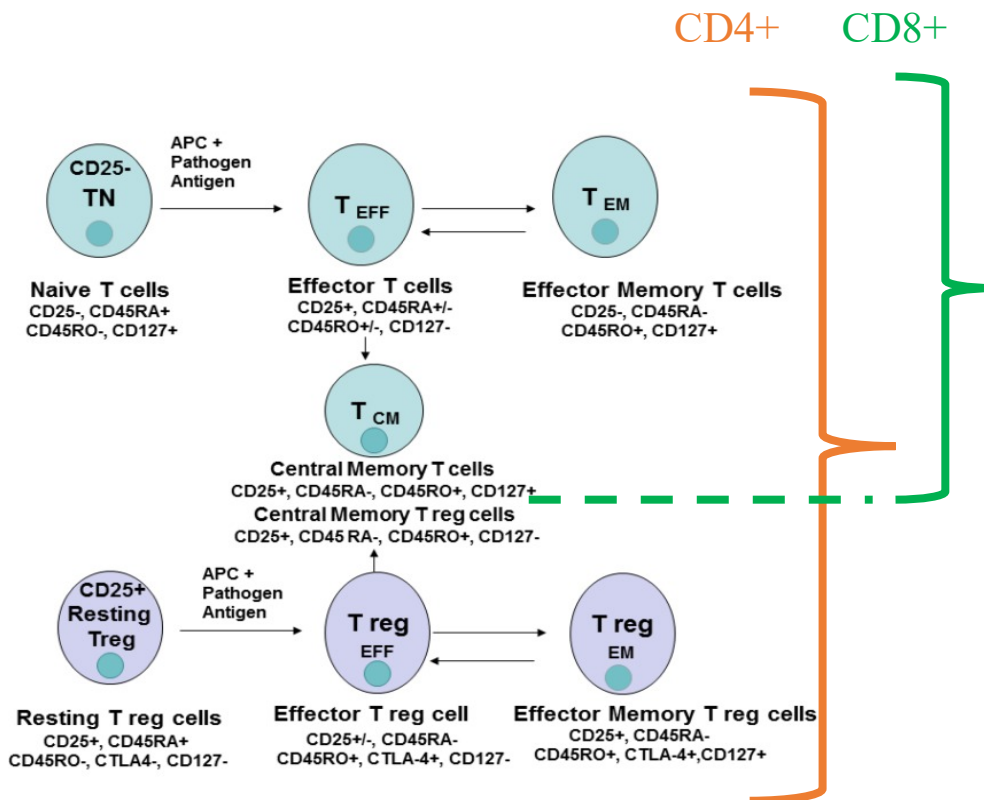 CD4+ CD8+
APC +
Pathogen
Antigen
CD25-
TN
T EFF
T EM
Naive T cells
CD25-, CD45RA+
CD45RO-, CD127+
Effector T cells
CD25+, CD45RA+/-
CD45RO+/-, CD127-
Effector Memory T cells
CD25-, CD45RA-
CD45RO+, CD127+
T CM
Central Memory T cells
CD25+, CD45RA-, CD45RO+, CD127+
Central Memory T reg cells
CD25+, CD45 RA-, CD45RO+, CD127-
APC +
Pathogen
Antigen
CD25+
Resting
Treg
T reg
EFF
T reg
EM
Resting T reg cells
CD25+, CD45RA+
CD45RO-, CTLA4-, CD127-
Effector T reg cell
CD25+/-, CD45RA-
CD45RO+, CTLA-4+, CD127-
Effector Memory T reg cells
CD25+, CD45RA-
CD45RO+, CTLA-4+,CD127+